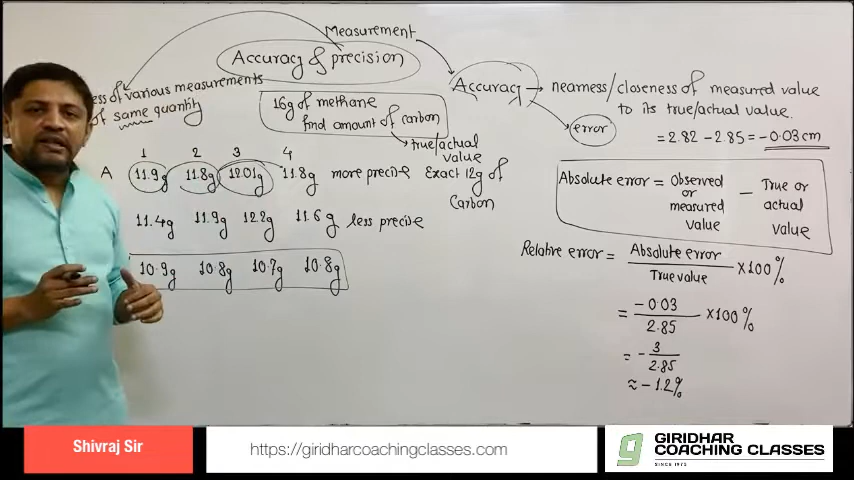 Measurement
Accuracy & precision
ess of various measurements
of same quantity
16g of methane
find amount of carbon
true/actual
value
Exact 12g of
Carbon
1 2 3 4
A 11.9g 11.8g 12.01g 11.8g more precise
11.4g 11.9g 12.2g 11.6g less precise
10.9g 10.8g 10.7g 10.8g
Accuracy → nearness/closeness of measured value
to its true/actual value.
error
= 2.82 - 2.85 = -0.03 cm
Absolute error = Observed or measured value - True or actual value
Relative error = Absolute error / True value × 100%
= -0.03 / 2.85 × 100%
= - 3 / 2.85
≈ - 1.2%
Shivraj Sir
https://giridharcoachingclasses.com
GIRIDHAR
COACHING CLASSES
SINCE 1972